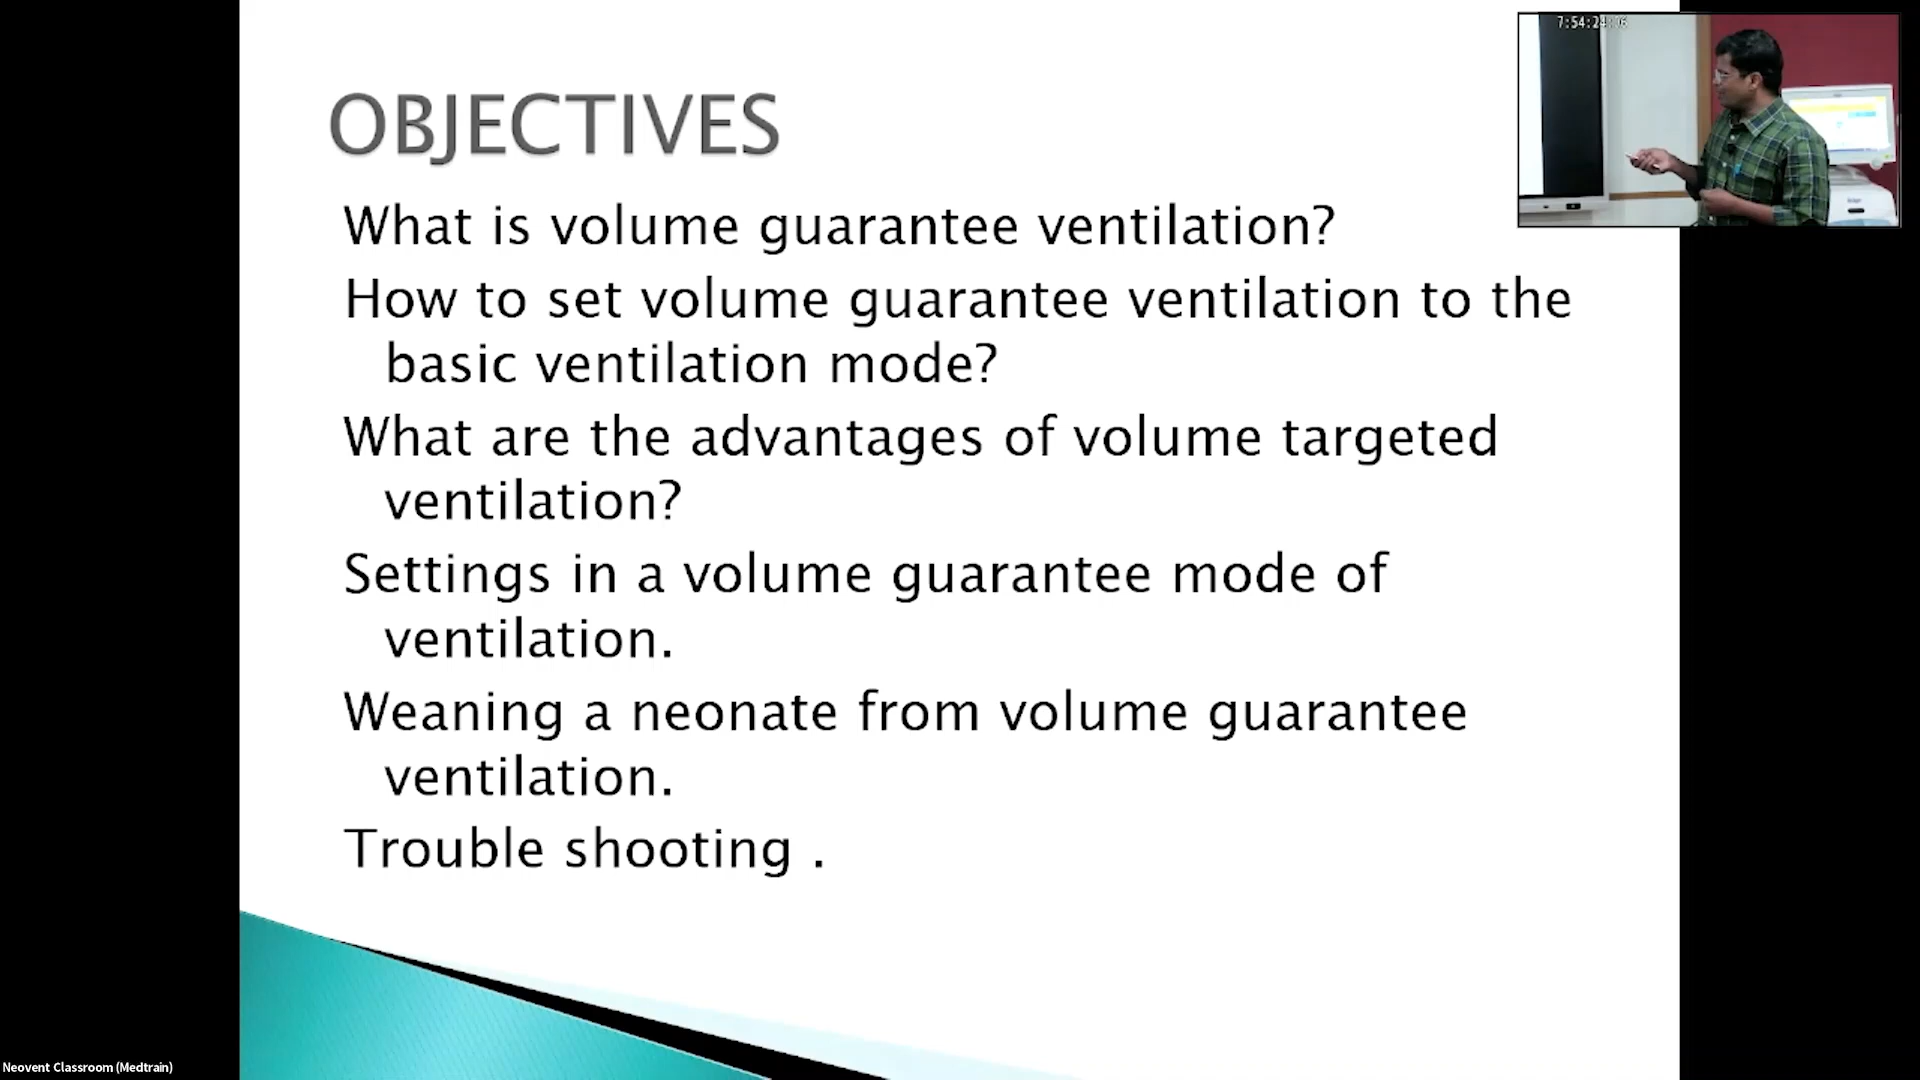 OBJECTIVES
What is volume guarantee ventilation?
How to set volume guarantee ventilation to the
basic ventilation mode?
What are the advantages of volume targeted
ventilation?
Settings in a volume guarantee mode of
ventilation.
Weaning a neonate from volume guarantee
ventilation.
Trouble shooting .
Neovent Classroom (Medtrain)